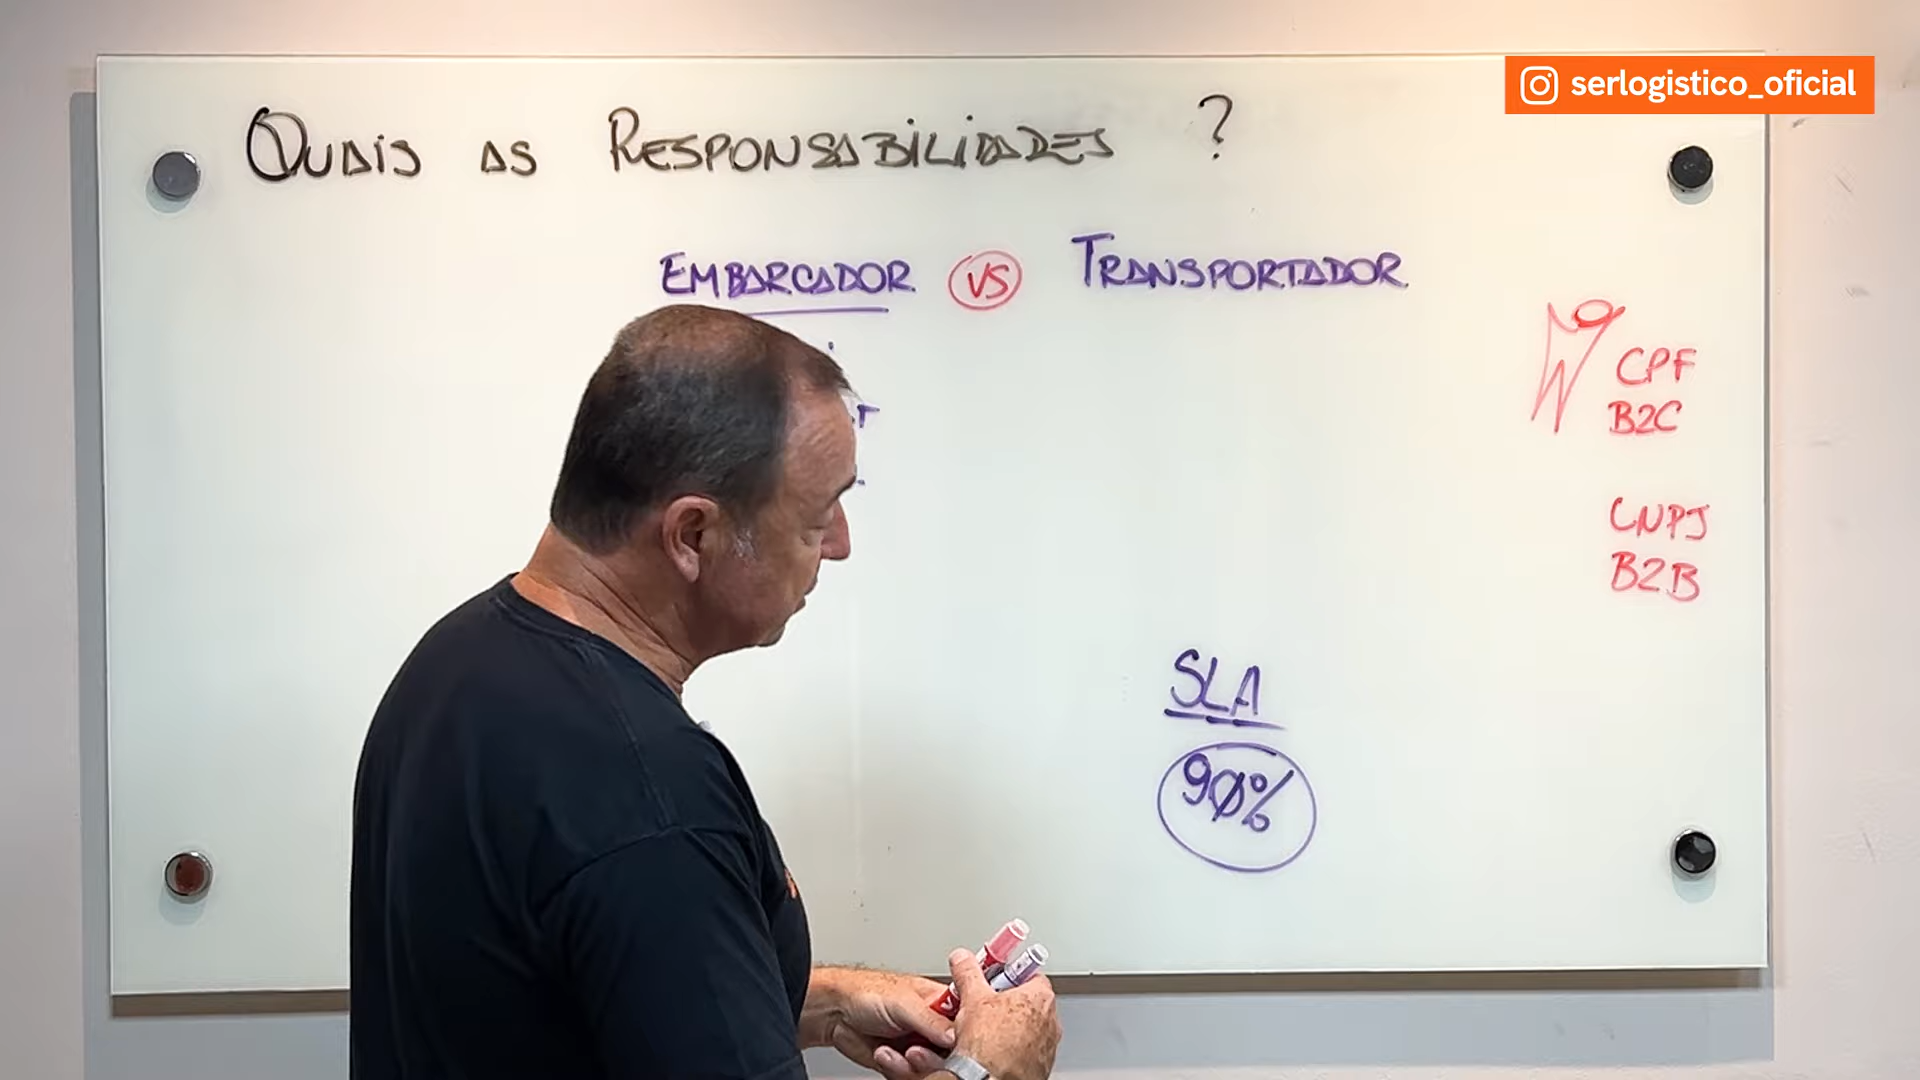 serlogistico_oficial
QUAIS AS RESPONSABILIDADES ?
EMBARCADOR VS TRANSPORTADOR
CPF
B2C
CNPJ
B2B
SLA
90%